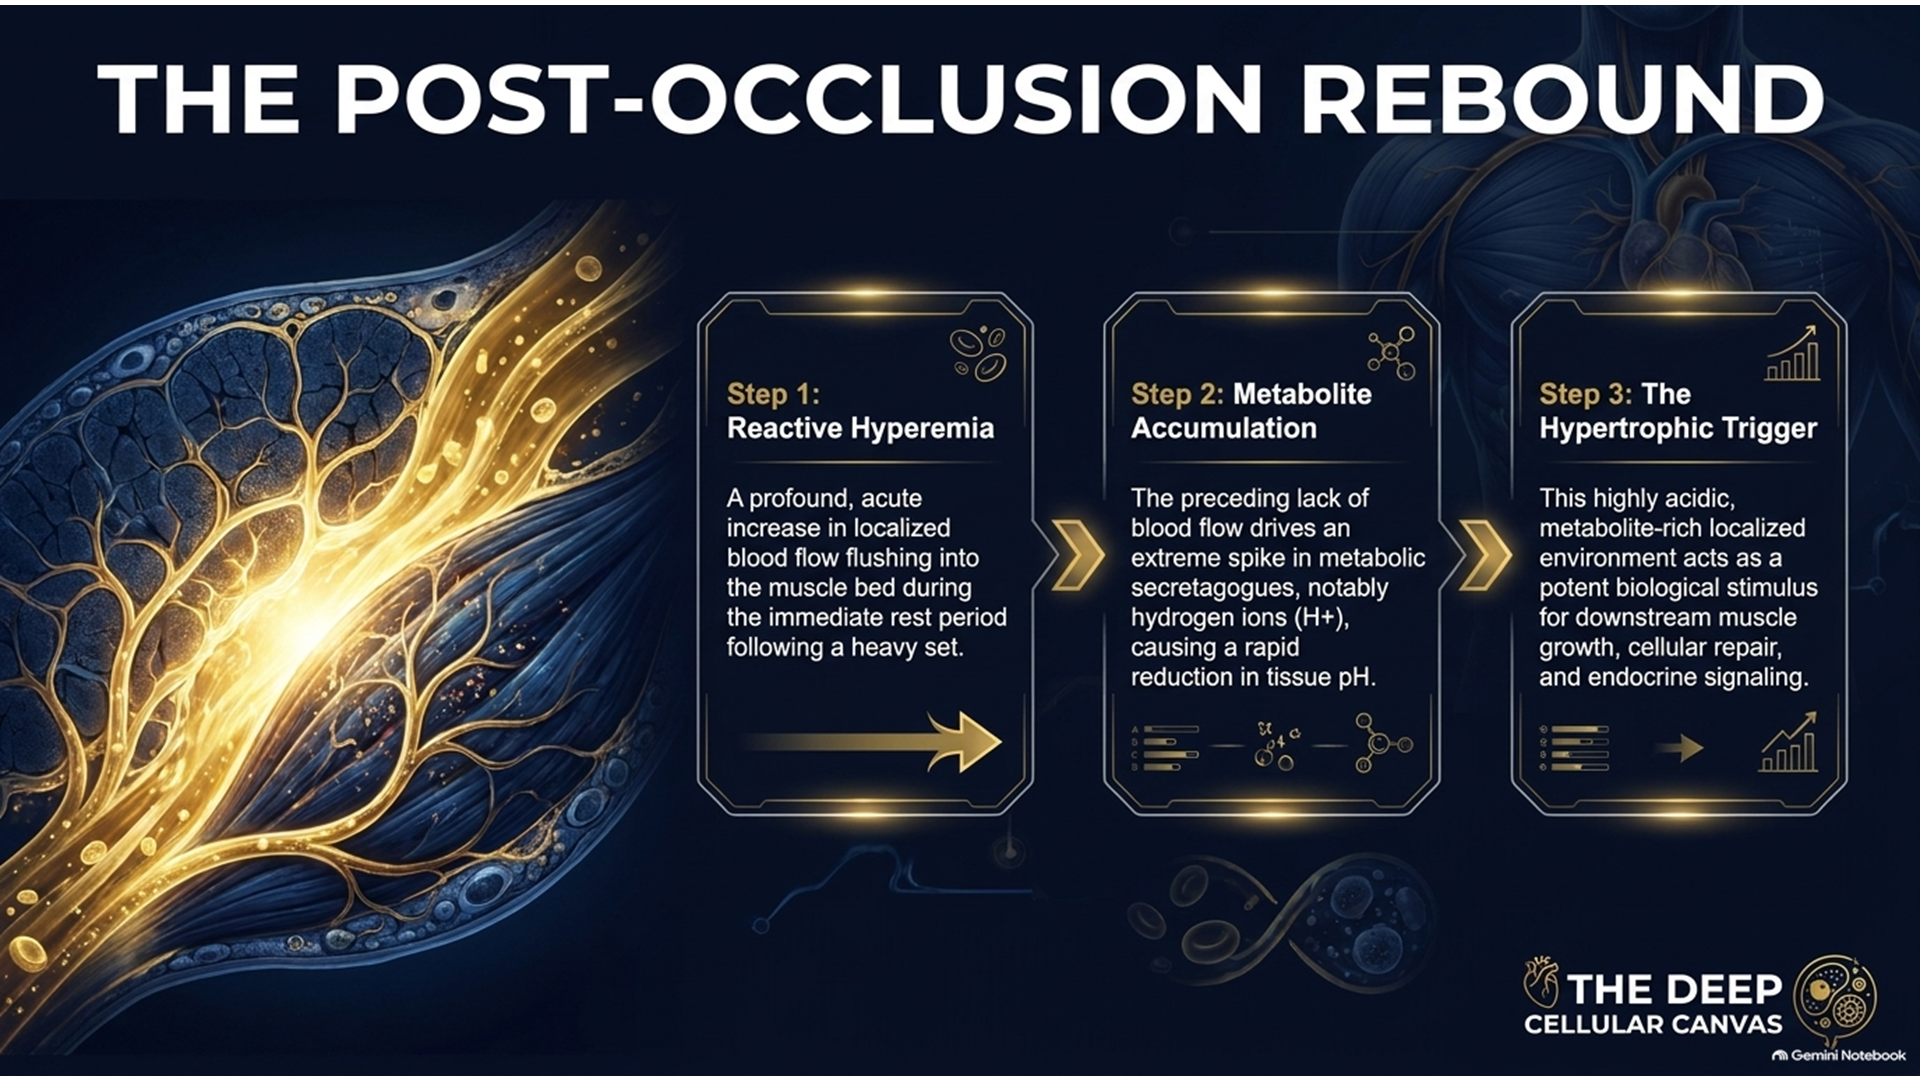 THE POST-OCCLUSION REBOUND
Step 1:
Reactive Hyperemia
A profound, acute
increase in localized
blood flow flushing into
the muscle bed during
the immediate rest period
following a heavy set.
Step 2: Metabolite
Accumulation
The preceding lack of
blood flow drives an
extreme spike in metabolic
secretagogues, notably
hydrogen ions (H+),
causing a rapid
reduction in tissue pH.
Step 3: The
Hypertrophic Trigger
This highly acidic,
metabolite-rich localized
environment acts as a
potent biological stimulus
for downstream muscle
growth, cellular repair,
and endocrine signaling.
THE DEEP
CELLULAR CANVAS
Gemini Notebook